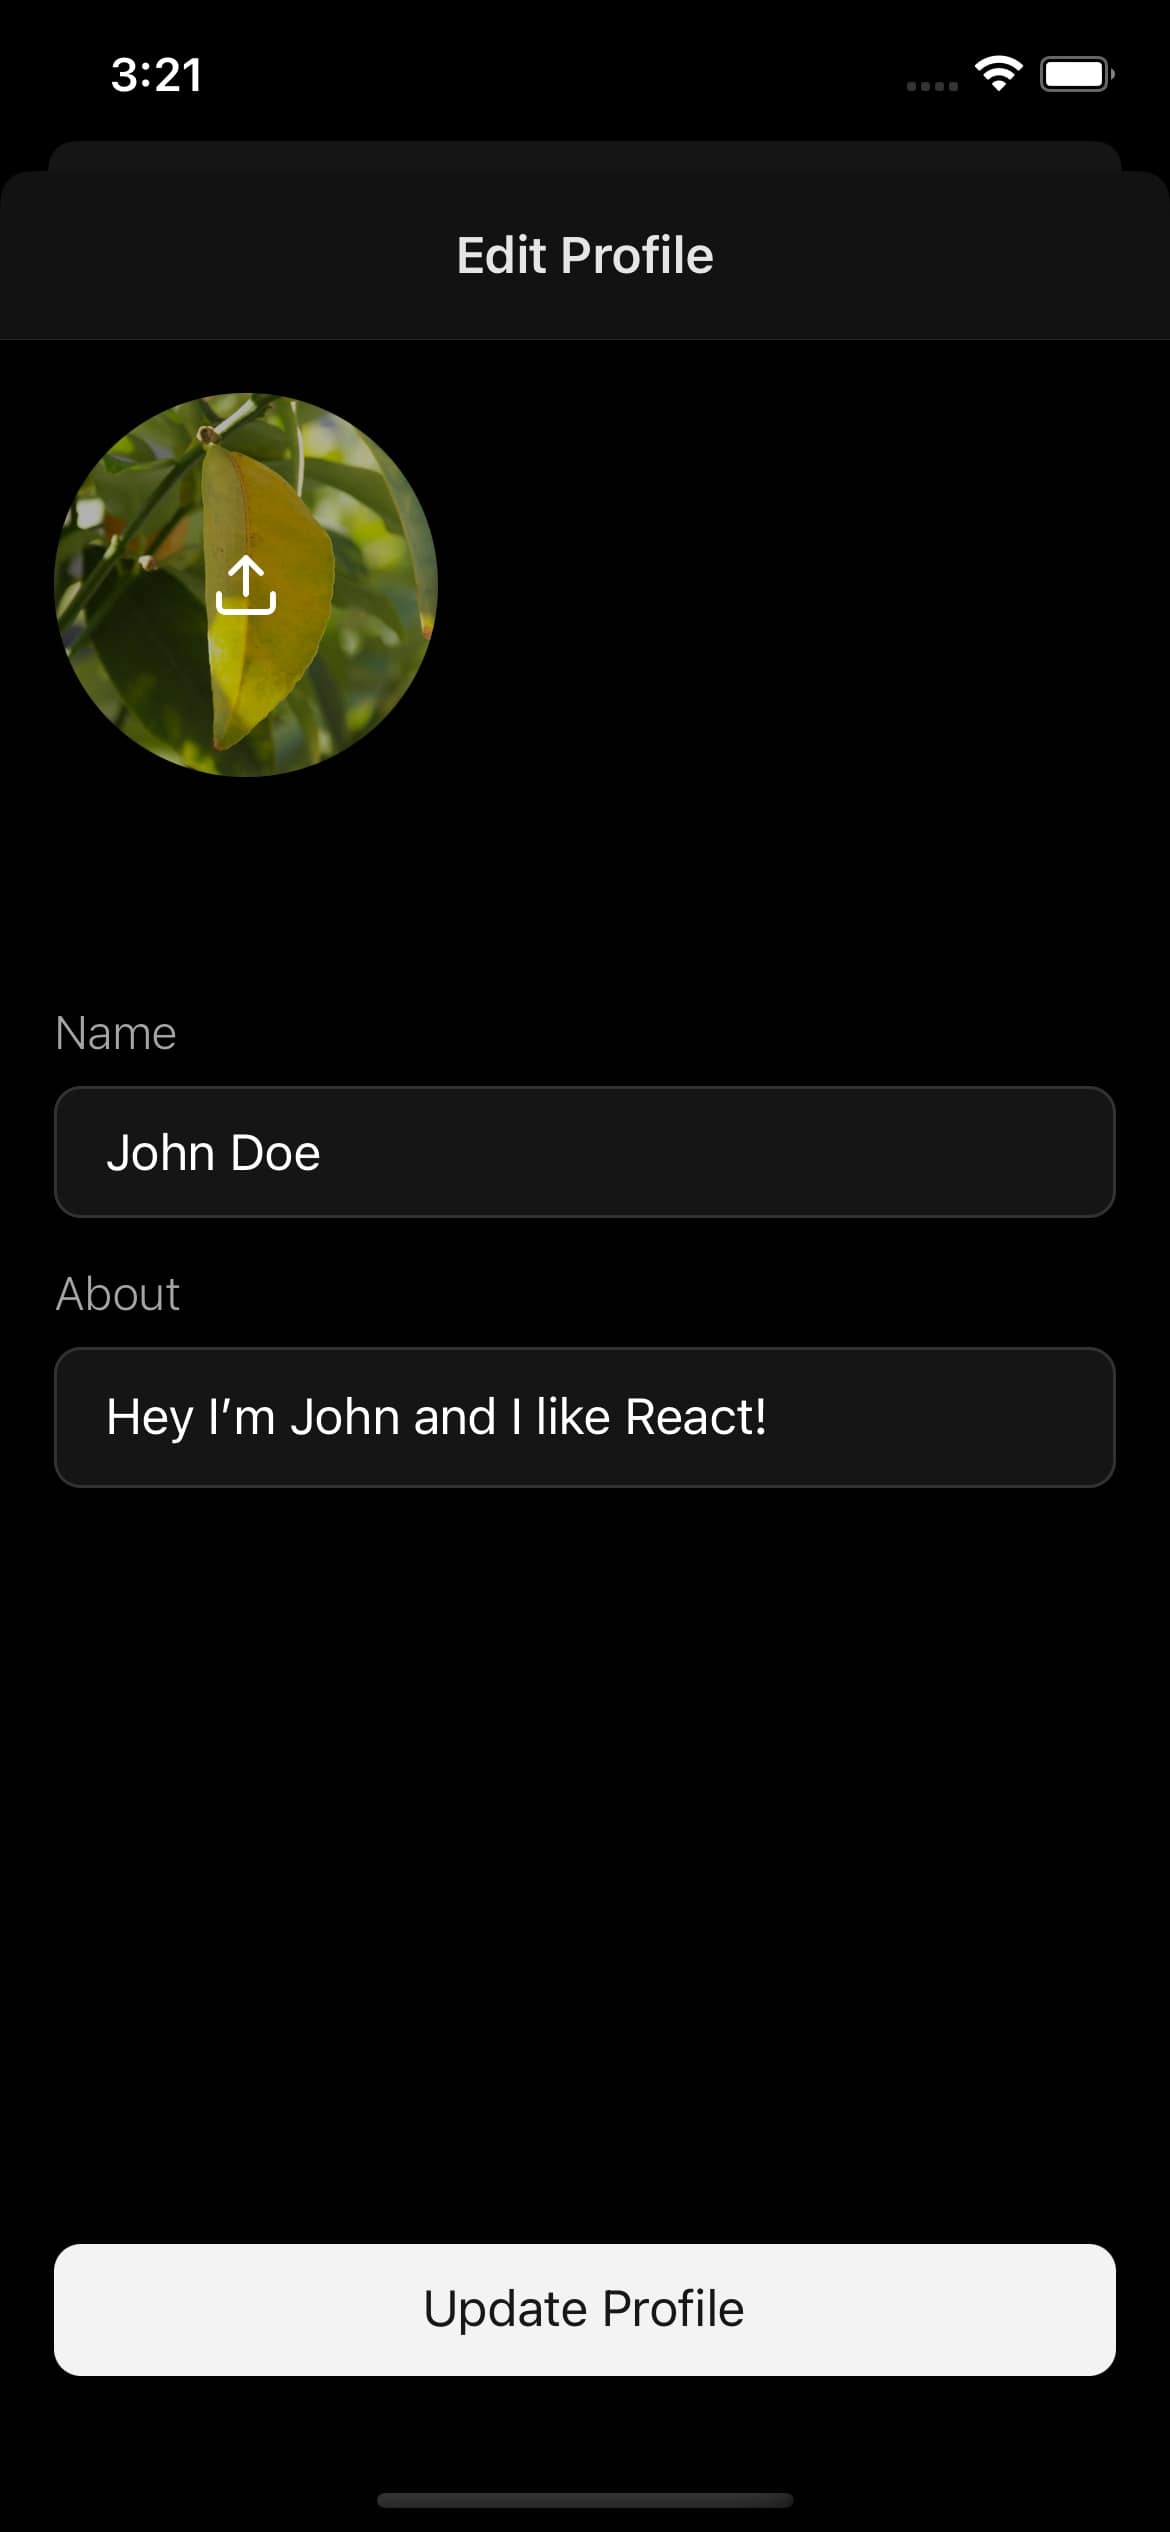 3:21
Edit Profile
Name
John Doe
About
Hey I’m John and I like React!
Update Profile